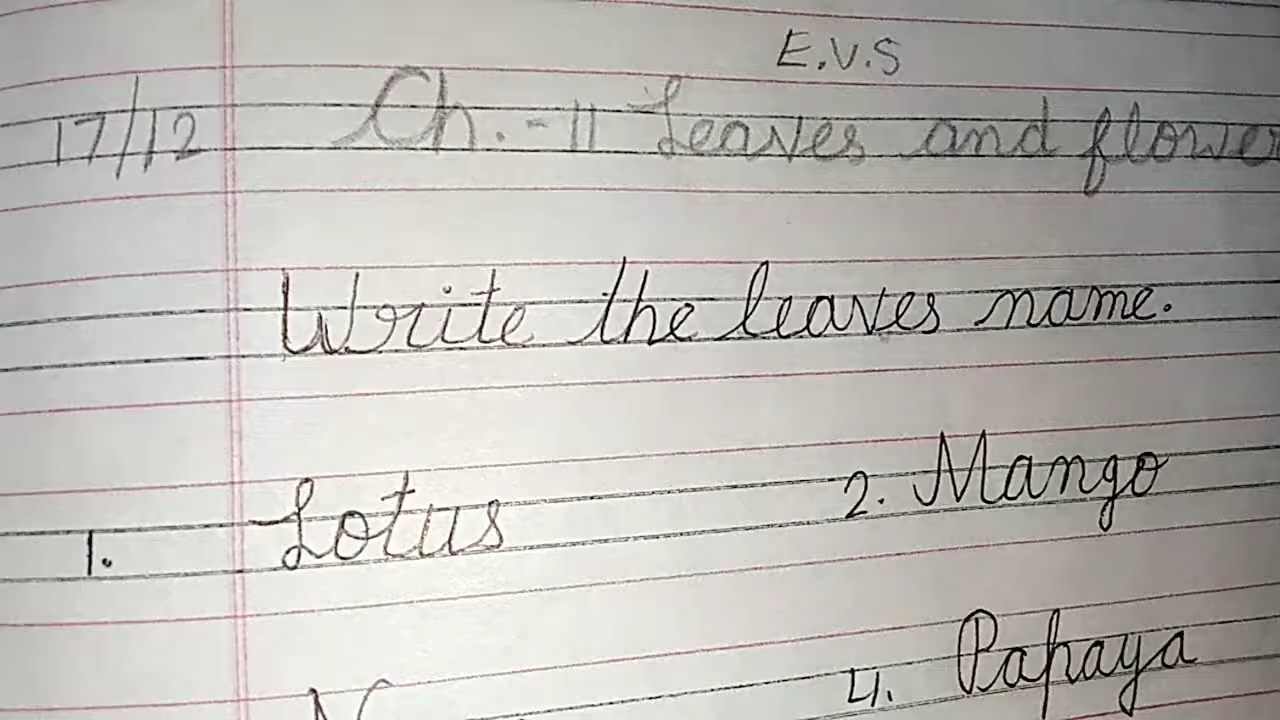 E.V.S
17/12 Ch.-11 Leaves and flower
Write the leaves name.
1. Lotus 2. Mango
4. Papaya